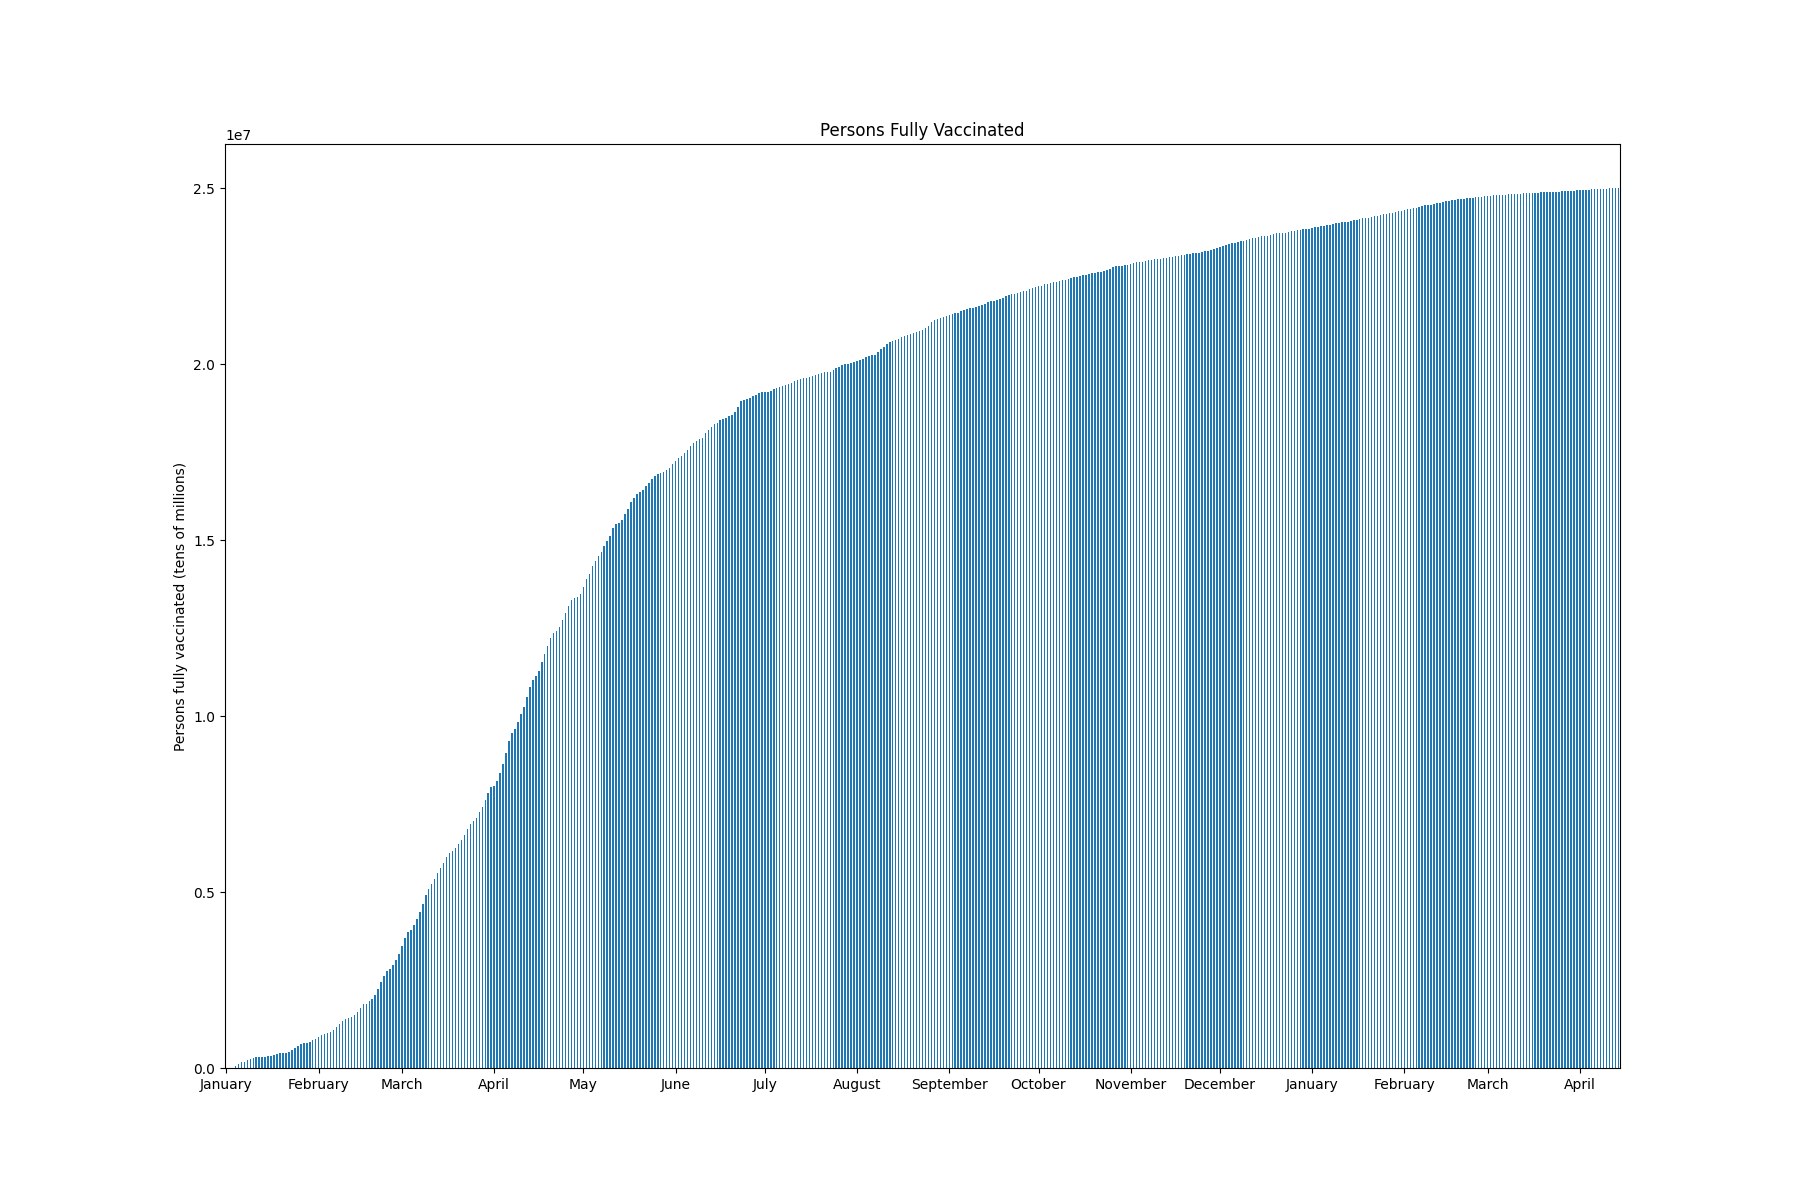 Persons Fully Vaccinated
1e7
2.5
2.0
1.5
1.0
0.5
0.0
Persons fully vaccinated (tens of millions)
January February March April May June July August September October November December January February March April